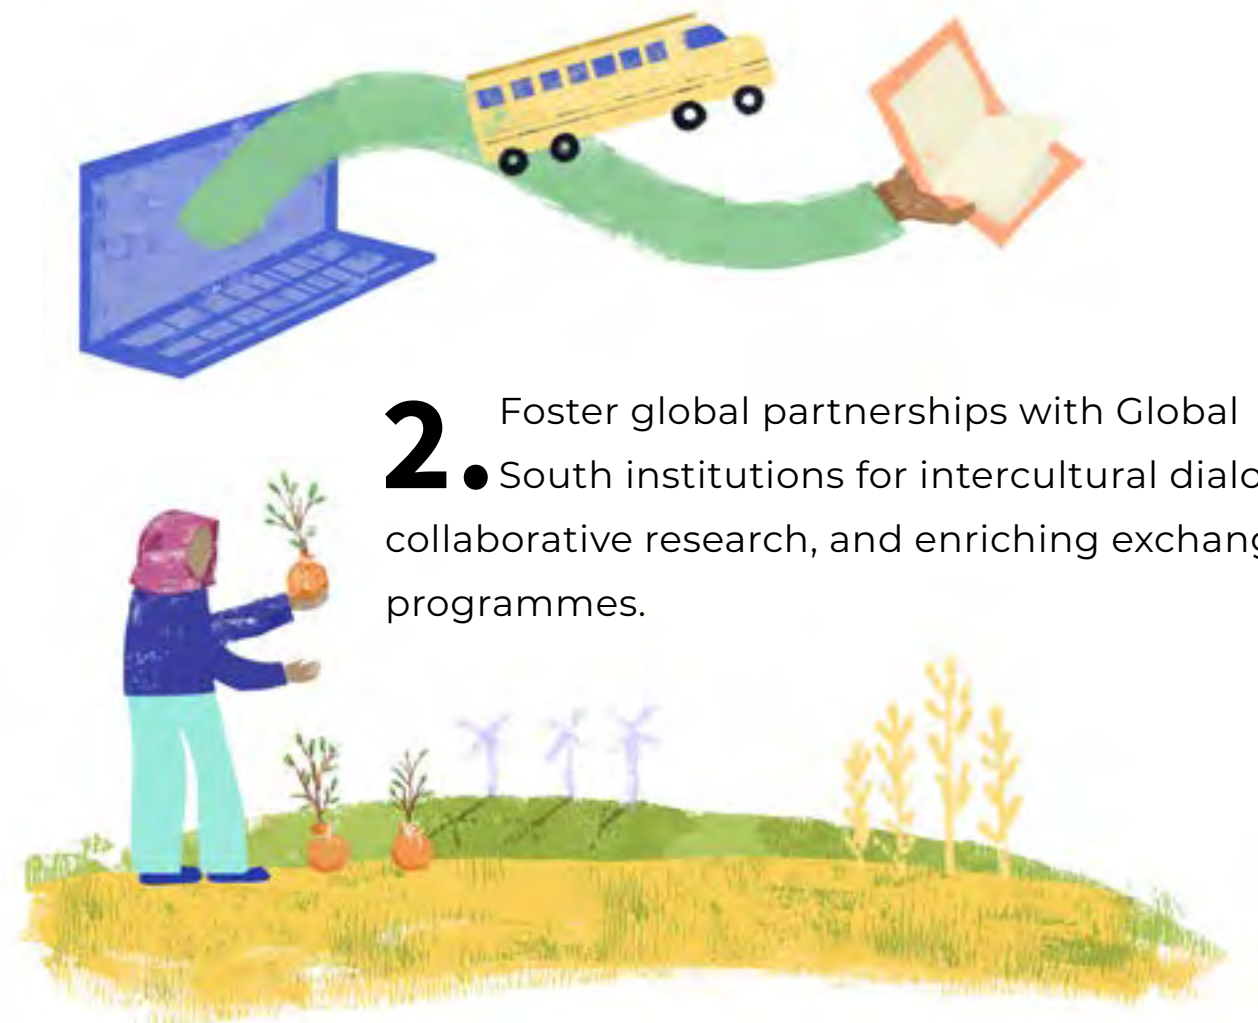 2. Foster global partnerships with Global
South institutions for intercultural
collaborative research, and enriching
programmes.